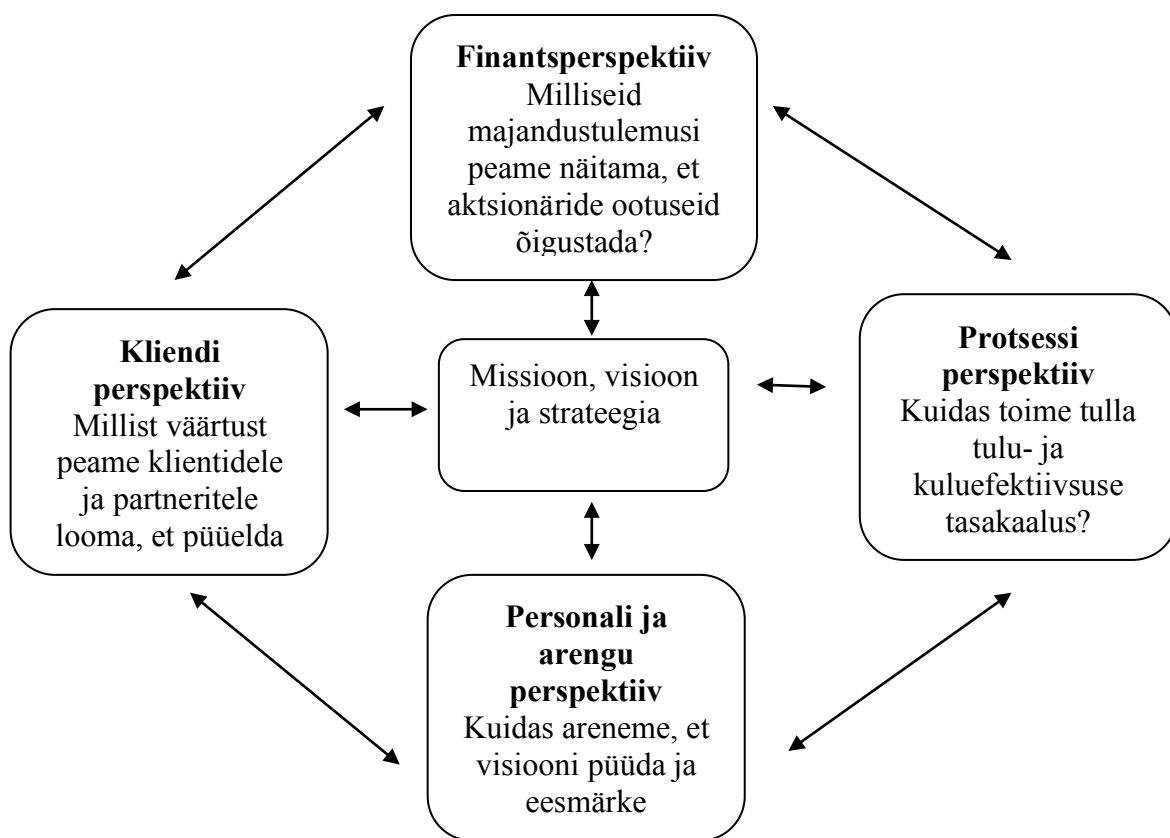 Finantsperspektiiv
Milliseid
majandustulemusi
peame näitama, et
aktsionäride ootuseid
õigustada?
Kliendi
perspektiiv
Millist väärtust
peame klientidele
ja partneritele
looma, et püüelda
Missioon, visioon
ja strateegia
Protsessi
perspektiiv
Kuidas toime tulla
tulu- ja
kuluefektiivsuse
tasakaalus?
Personali ja
arengu
perspektiiv
Kuidas areneme, et
visiooni püüda ja
eesmärke